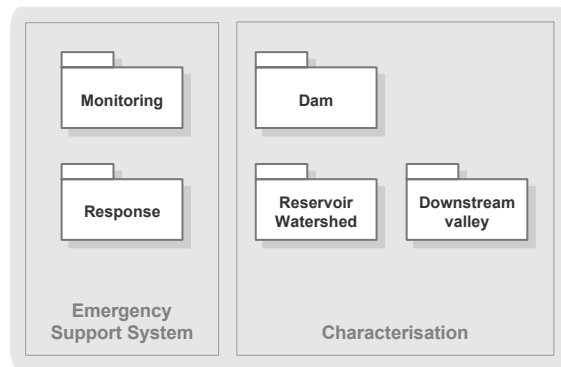 Monitoring
Response
Emergency
Support System
Dam
Reservoir
Watershed
Downstream
valley
Characterisation